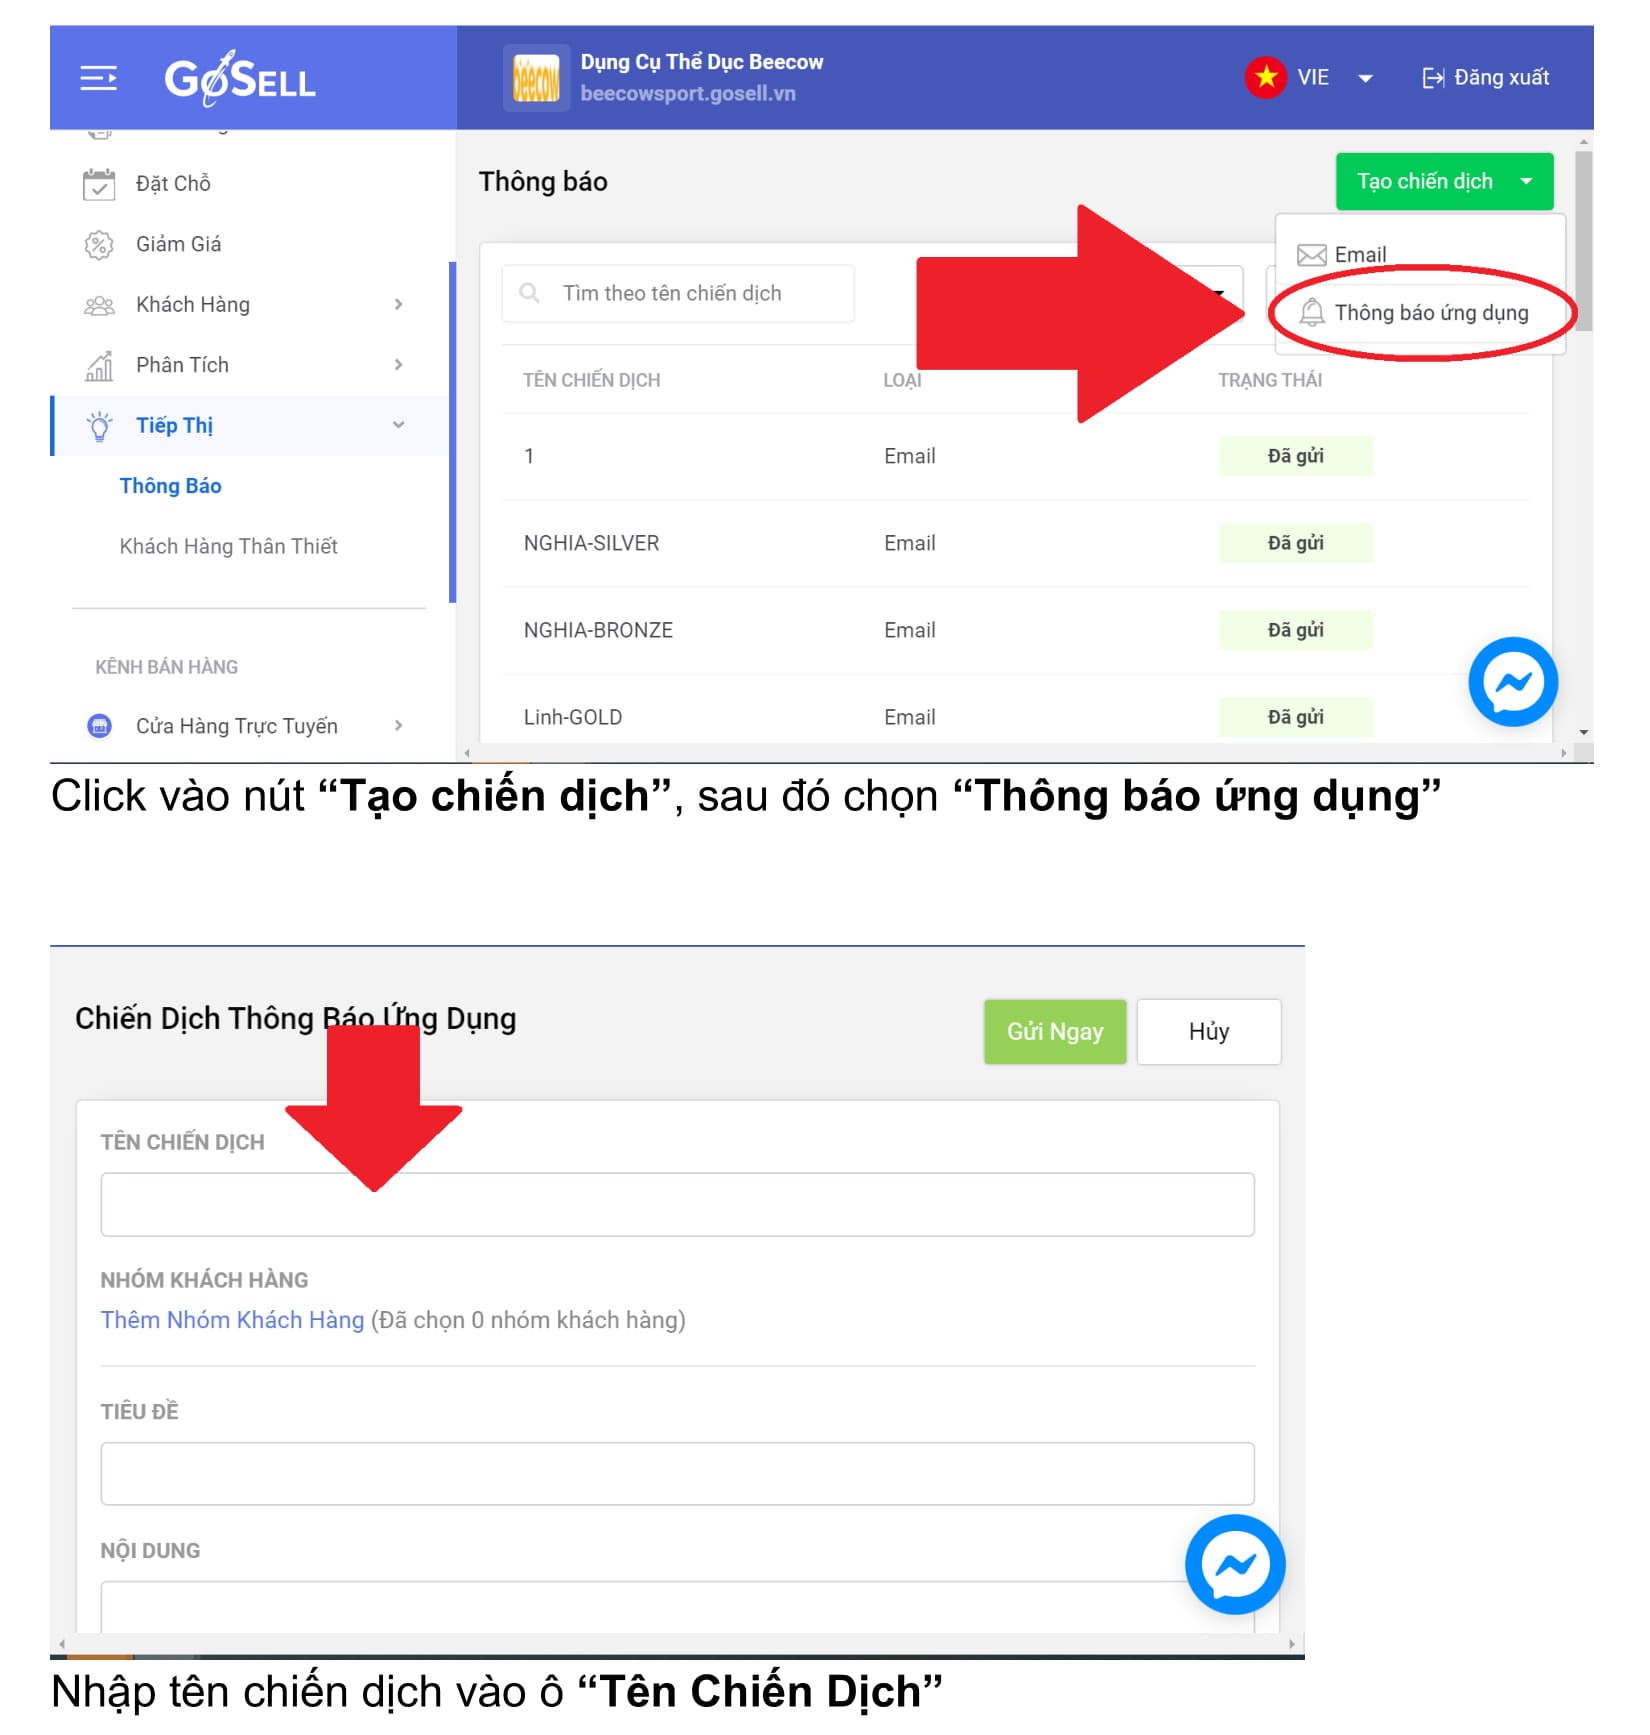 GoSELL
beecow
Dụng Cụ Thể Dục Beecow
beecowsport.gosell.vn
VIE
Đăng xuất
Đặt Chỗ
Giảm Giá
Khách Hàng
Phân Tích
Tiếp Thị
Thông Báo
Khách Hàng Thân Thiết
KÊNH BÁN HÀNG
Cửa Hàng Trực Tuyến
Thông báo
Tạo chiến dịch
Email
Thông báo ứng dụng
Tìm theo tên chiến dịch
TÊN CHIẾN DỊCH LOẠI TRẠNG THÁI
1 Email Đã gửi
NGHIA-SILVER Email Đã gửi
NGHIA-BRONZE Email Đã gửi
Linh-GOLD Email Đã gửi
Click vào nút “Tạo chiến dịch”, sau đó chọn “Thông báo ứng dụng”
Chiến Dịch Thông Báo Ứng Dụng
Gửi Ngay
Hủy
TÊN CHIẾN DỊCH
NHÓM KHÁCH HÀNG
Thêm Nhóm Khách Hàng (Đã chọn 0 nhóm khách hàng)
TIÊU ĐỀ
NỘI DUNG
Nhập tên chiến dịch vào ô “Tên Chiến Dịch”